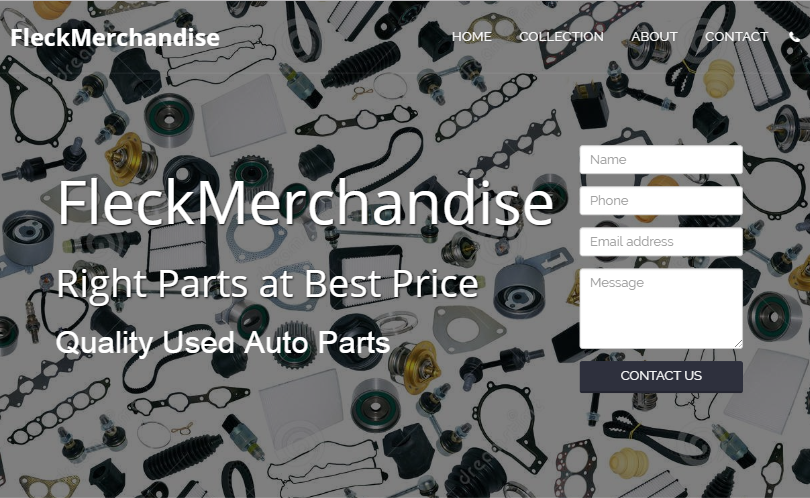 FleckMerchandise
HOME COLLECTION ABOUT CONTACT
FleckMerchandise
Right Parts at Best Price
Quality Used Auto Parts
Name
Phone
Email address
Message
CONTACT US